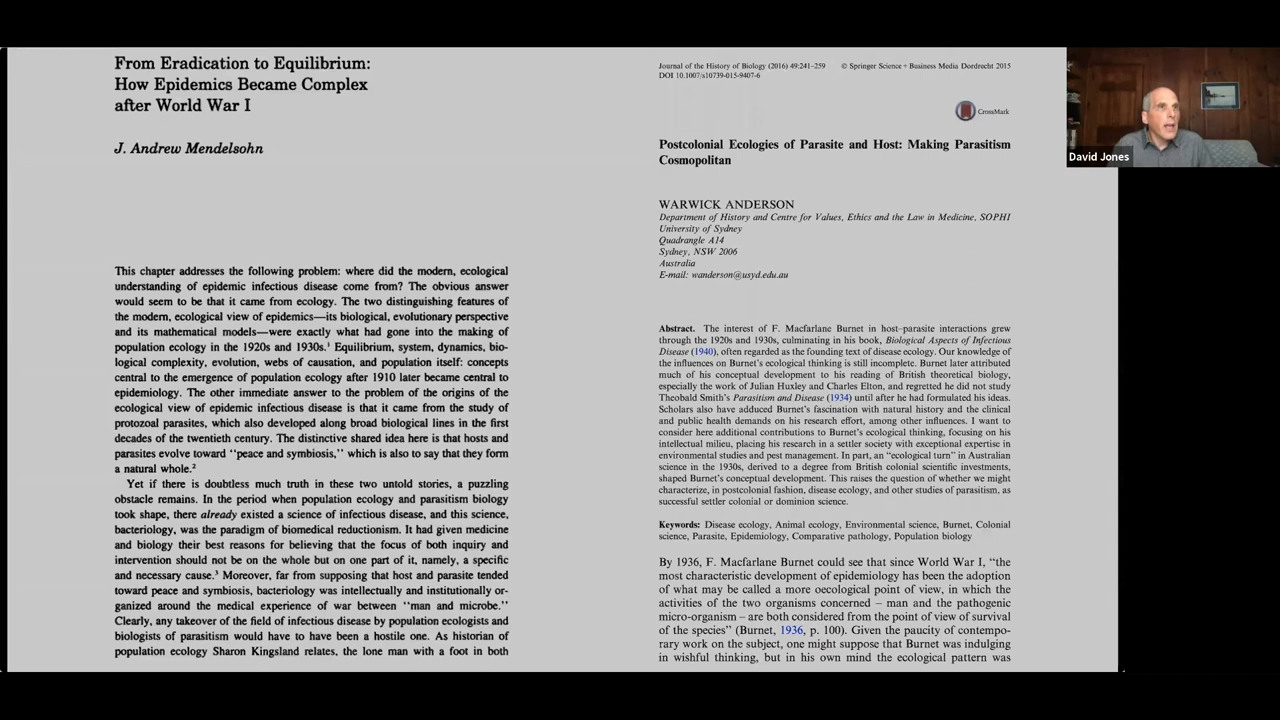 From Eradication to Equilibrium:
How Epidemics Became Complex
after World War I
J. Andrew Mendelsohn
This chapter addresses the following problem: where did the modern, ecological
understanding of epidemic infectious disease come from? The obvious answer
would seem to be that it came from ecology. The two distinguishing features of
the modern, ecological view of epidemics—its biological, evolutionary perspective
and its mathematical models—were exactly what had gone into the making of
population ecology in the 1920s and 1930s.¹ Equilibrium, system, dynamics, bio-
logical complexity, evolution, webs of causation, and population itself: concepts
central to the emergence of population ecology after 1910 later became central to
epidemiology. The other immediate answer to the problem of the origins of the
ecological view of epidemic infectious disease is that it came from the study of
protozoal parasites, which also developed along broad biological lines in the first
decades of the twentieth century. The distinctive shared idea here is that hosts and
parasites evolve toward ‘‘peace and symbiosis,’’ which is also to say that they form
a natural whole.²
Yet if there is doubtless much truth in these two untold stories, a puzzling
obstacle remains. In the period when population ecology and parasitism biology
took shape, there already existed a science of infectious disease, and this science,
bacteriology, was the paradigm of biomedical reductionism. It had given medicine
and biology their best reasons for believing that the focus of both inquiry and
intervention should not be on the whole but on one part of it, namely, a specific
and necessary cause.³ Moreover, far from supposing that host and parasite tended
toward peace and symbiosis, bacteriology was intellectually and institutionally or-
ganized around the medical experience of war between ‘‘man and microbe.’’
Clearly, any takeover of the field of infectious disease by population ecologists and
biologists of parasitism would have to have been a hostile one. As historian of
population ecology Sharon Kingsland relates, the lone man with a foot in both
Journal of the History of Biology (2016) 49:241–259 © Springer Science+Business Media Dordrecht 2015
DOI 10.1007/s10739-015-9407-6
CrossMark
Postcolonial Ecologies of Parasite and Host: Making Parasitism
Cosmopolitan
WARWICK ANDERSON
Department of History and Centre for Values, Ethics and the Law in Medicine, SOPHI
University of Sydney
Quadrangle A14
Sydney, NSW 2006
Australia
E-mail: wanderson@usyd.edu.au
Abstract. The interest of F. Macfarlane Burnet in host–parasite interactions grew
through the 1920s and 1930s, culminating in his book, Biological Aspects of Infectious
Disease (1940), often regarded as the founding text of disease ecology. Our knowledge of
the influences on Burnet's ecological thinking is still incomplete. Burnet later attributed
much of his conceptual development to his reading of British theoretical biology,
especially the work of Julian Huxley and Charles Elton, and regretted he did not study
Theobald Smith's Parasitism and Disease (1934) until after he had formulated his ideas.
Scholars also have adduced Burnet's fascination with natural history and the clinical
and public health demands on his research effort, among other influences. I want to
consider here additional contributions to Burnet's ecological thinking, focusing on his
intellectual milieu, placing his research in a settler society with exceptional expertise in
environmental studies and pest management. In part, an “ecological turn” in Australian
science in the 1930s, derived to a degree from British colonial scientific investments,
shaped Burnet's conceptual development. This raises the question of whether we might
characterize, in postcolonial fashion, disease ecology, and other studies of parasitism, as
successful settler colonial or dominion science.
Keywords: Disease ecology, Animal ecology, Environmental science, Burnet, Colonial
science, Parasite, Epidemiology, Comparative pathology, Population biology
By 1936, F. Macfarlane Burnet could see that since World War I, “the
most characteristic development of epidemiology has been the adoption
of what may be called a more oecological point of view, in which the
activities of the two organisms concerned – man and the pathogenic
micro-organism – are both considered from the point of view of survival
of the species” (Burnet, 1936, p. 100). Given the paucity of contempo-
rary work on the subject, one might suppose that Burnet was indulging
in wishful thinking, but in his own mind the ecological pattern was
David Jones